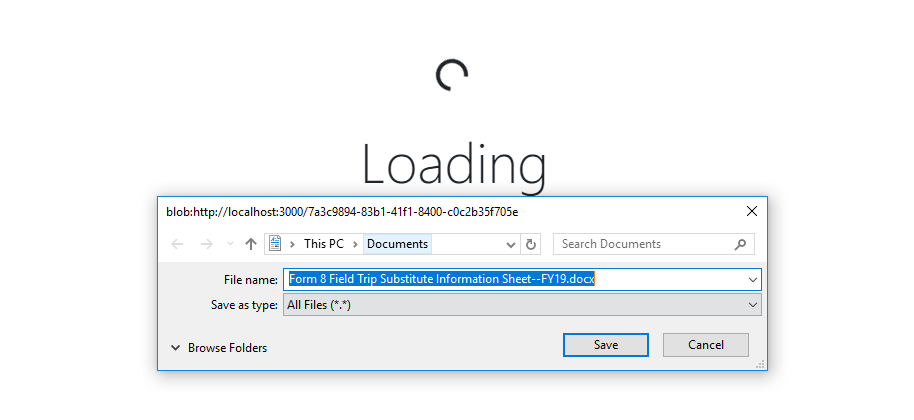 Loading
blob:http://localhost:3000/7a3c9894-83b1-41f1-8400-c0c2b35f705e
This PC Documents Search Documents
File name: Form 8 Field Trip Substitute Information Sheet--FY19.docx
Save as type: All Files (*.*)
Browse Folders Save Cancel